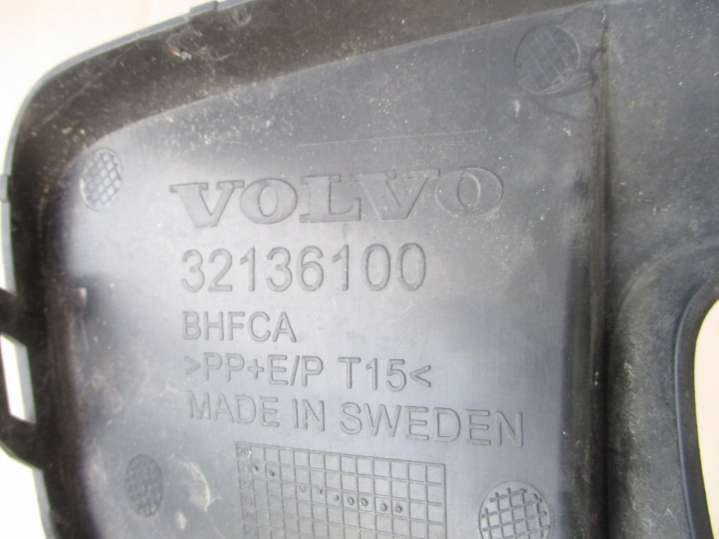 VOLVO
32136100
BHFCA
>PP+E/P T15<
MADE IN SWEDEN